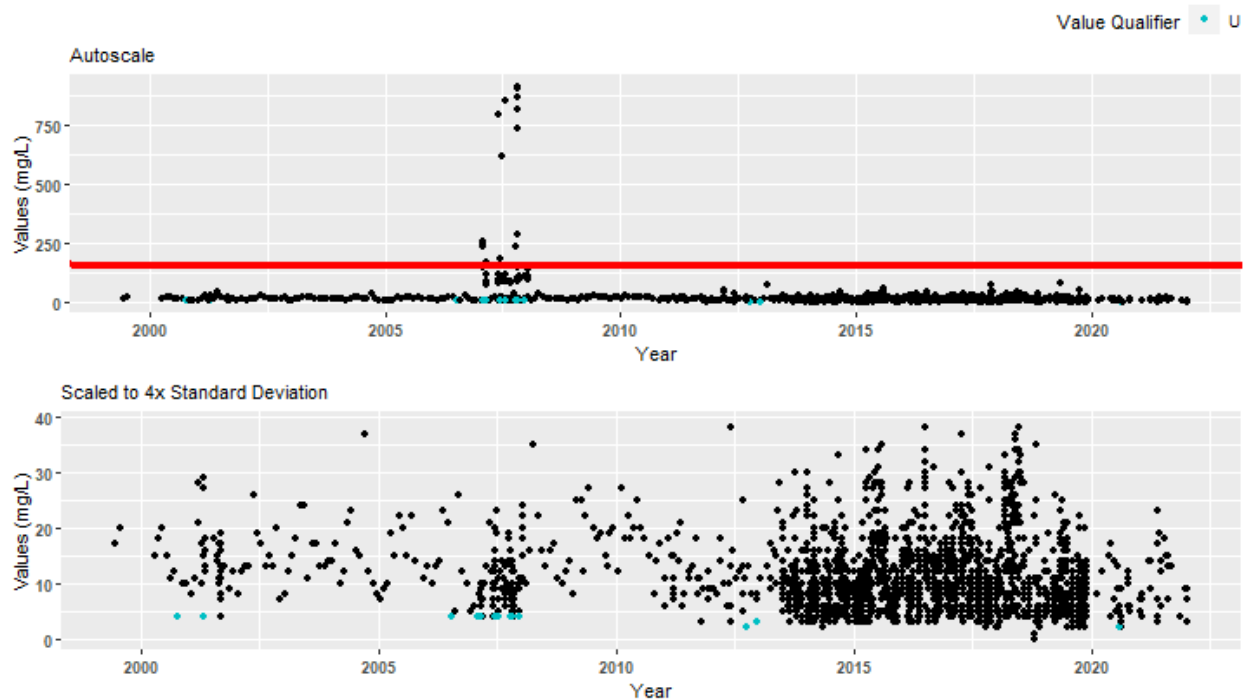 Value Qualifier U
Autoscale
Values (mg/L)
750
500
250
0
2000 2005 2010 2015 2020
Year
Scaled to 4x Standard Deviation
Values (mg/L)
40
30
20
10
0
2000 2005 2010 2015 2020
Year